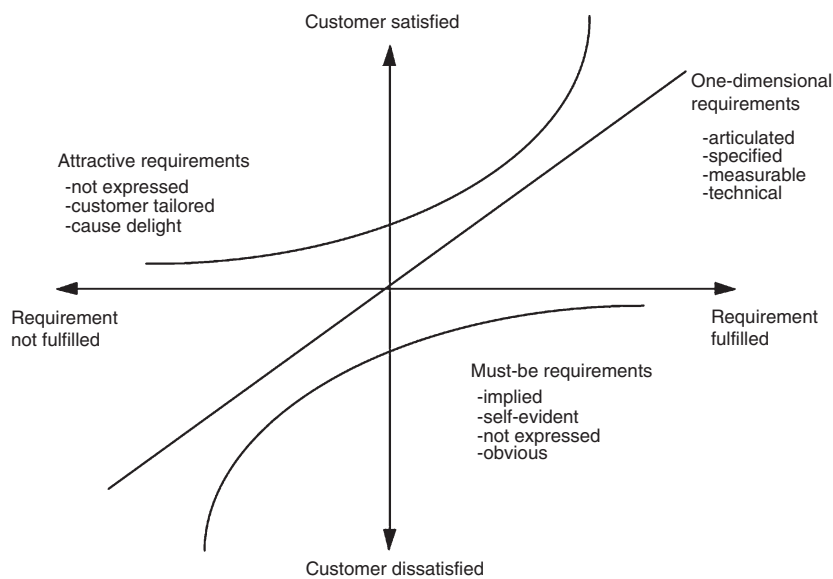 Customer satisfied
One-dimensional
requirements
-articulated
-specified
-measurable
-technical
Attractive requirements
-not expressed
-customer tailored
-cause delight
Requirement
not fulfilled
Requirement
fulfilled
Must-be requirements
-implied
-self-evident
-not expressed
-obvious
Customer dissatisfied